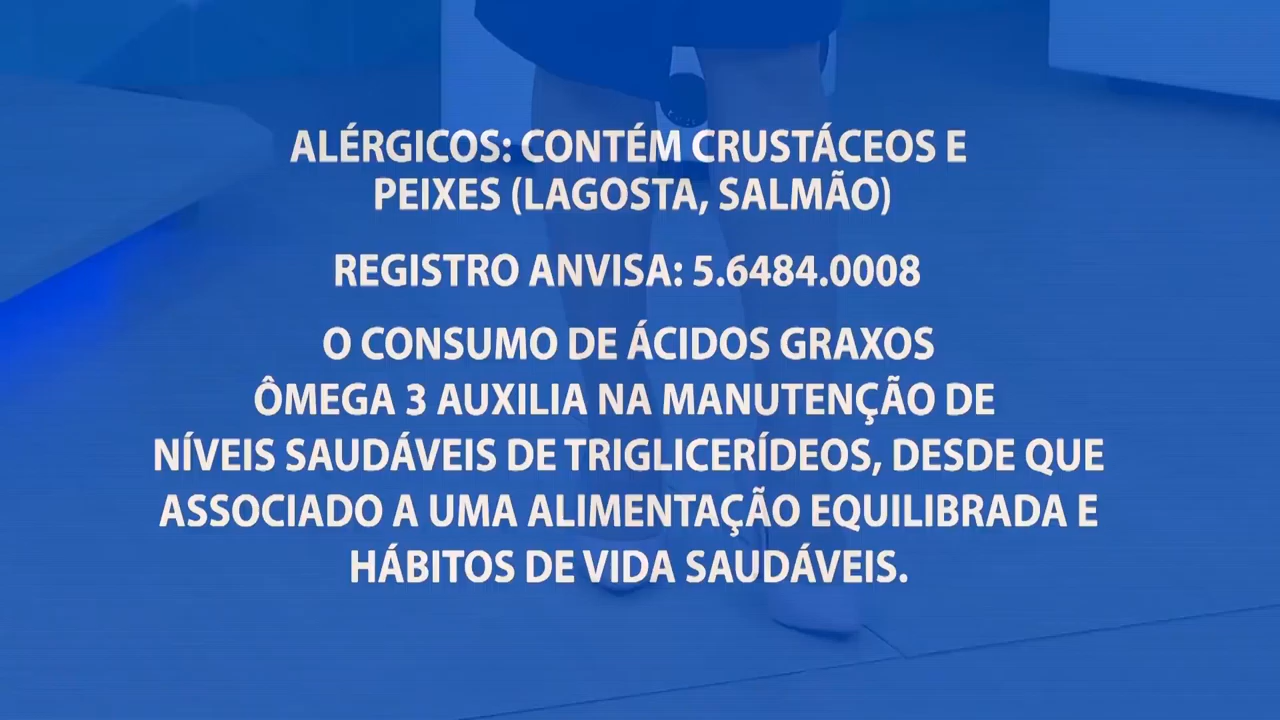 ALÉRGICOS: CONTÉM CRUSTÁCEOS E
PEIXES (LAGOSTA, SALMÃO)
REGISTRO ANVISA: 5.6484.0008
O CONSUMO DE ÁCIDOS GRAXOS
ÔMEGA 3 AUXILIA NA MANUTENÇÃO DE
NÍVEIS SAUDÁVEIS DE TRIGLICERÍDEOS, DESDE QUE
ASSOCIADO A UMA ALIMENTAÇÃO EQUILIBRADA E
HÁBITOS DE VIDA SAUDÁVEIS.